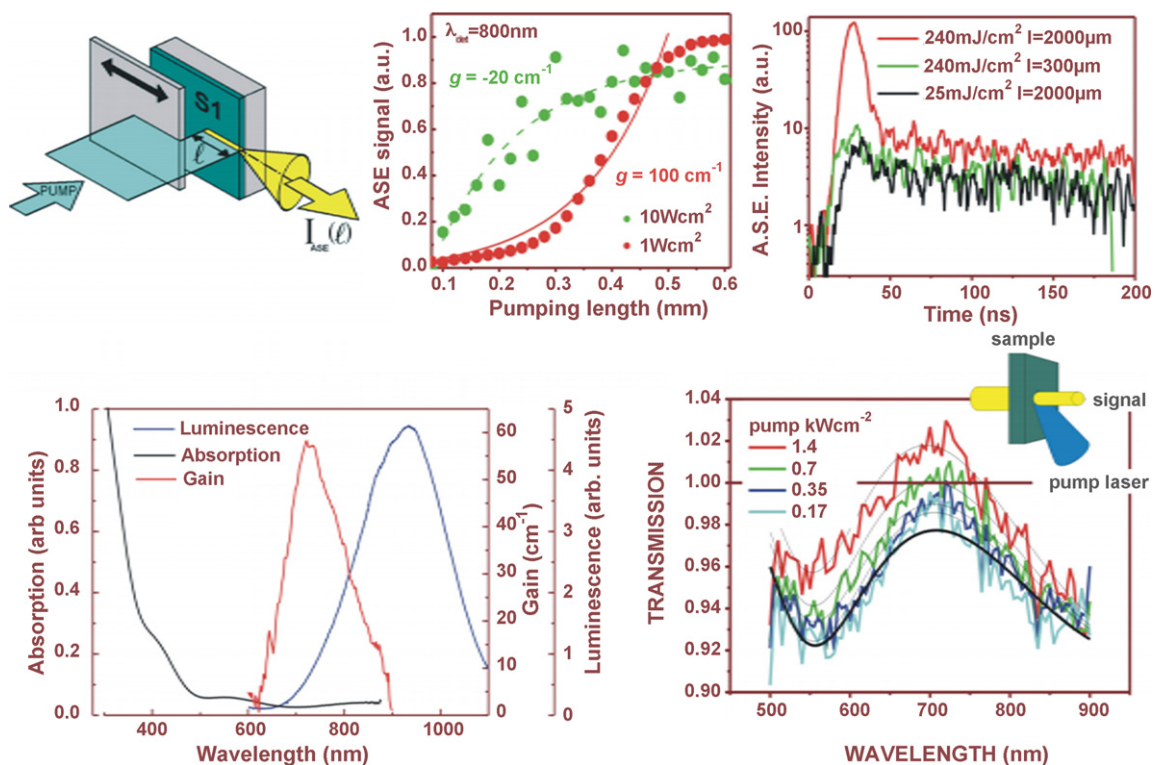 S1
ℓ
PUMP
I_ASE(ℓ)
ASE signal (a.u.)
1.0
0.8
0.6
0.4
0.2
0.0
λ_det=800nm
g = -20 cm⁻¹
g = 100 cm⁻¹
10Wcm²
1Wcm²
0.1 0.2 0.3 0.4 0.5 0.6
Pumping length (mm)
A.S.E. Intensity (a.u.)
100
10
1
240mJ/cm² l=2000µm
240mJ/cm² l=300µm
25mJ/cm² l=2000µm
0 50 100 150 200
Time (ns)
Absorption (arb units)
1.0
0.8
0.6
0.4
0.2
0.0
Luminescence
Absorption
Gain
400 600 800 1000
Wavelength (nm)
60
50
40
30
20
10
0
Gain (cm⁻¹)
5
4
3
2
1
0
Luminescence (arb. units)
sample
signal
pump laser
TRANSMISSION
1.04
1.02
1.00
0.98
0.96
0.94
0.92
0.90
pump kWcm⁻²
1.4
0.7
0.35
0.17
500 600 700 800 900
WAVELENGTH (nm)